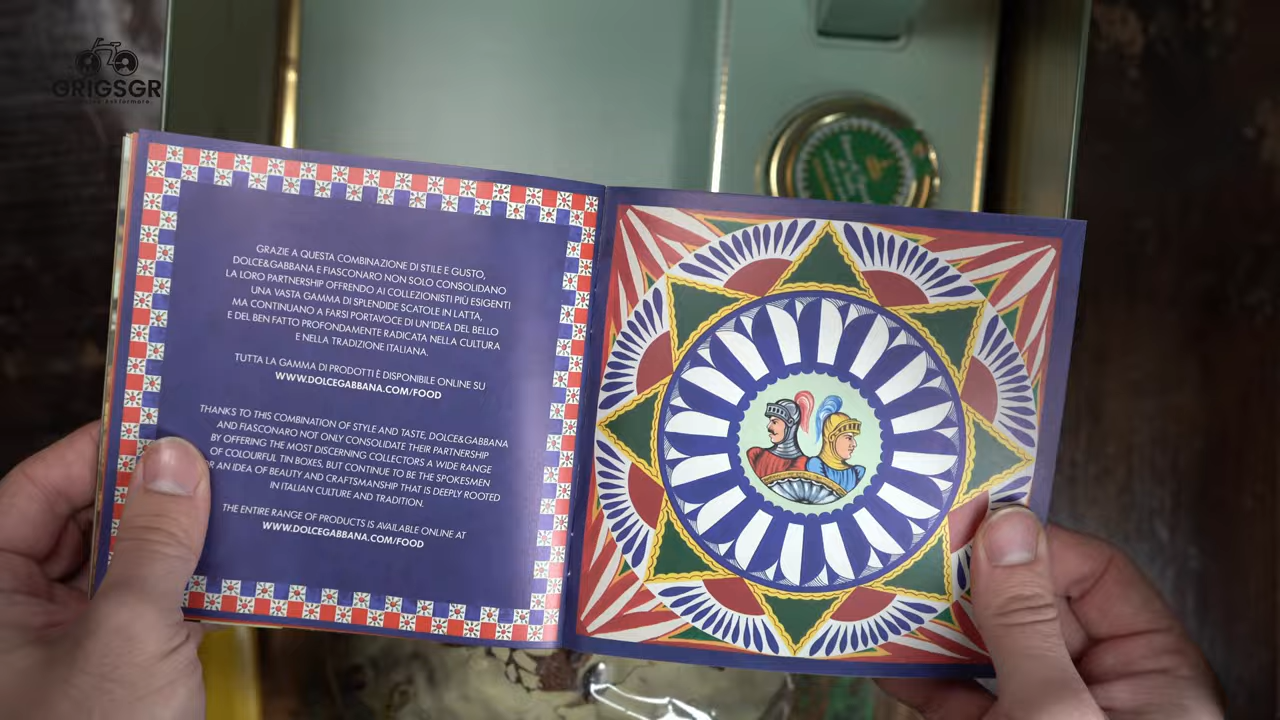 GRIGSGR
GRAZIE A QUESTA COMBINAZIONE DI STILE E GUSTO,
DOLCE&GABBANA E FIASCONARO NON SOLO CONSOLIDANO
LA LORO PARTNERSHIP OFFRENDO AI COLLEZIONISTI PIÙ ESIGENTI
UNA VASTA GAMMA DI SPLENDIDE SCATOLE IN LATTA,
MA CONTINUANO A FARSI PORTAVOCE DI UN'IDEA DEL BELLO
E DEL BEN FATTO PROFONDAMENTE RADICATA NELLA CULTURA
E NELLA TRADIZIONE ITALIANA.
TUTTA LA GAMMA DI PRODOTTI È DISPONIBILE ONLINE SU
WWW.DOLCEGABBANA.COM/FOOD
THANKS TO THIS COMBINATION OF STYLE AND TASTE, DOLCE&GABBANA
AND FIASCONARO NOT ONLY CONSOLIDATE THEIR PARTNERSHIP
BY OFFERING THE MOST DISCERNING COLLECTORS A WIDE RANGE
OF COLOURFUL TIN BOXES, BUT CONTINUE TO BE THE SPOKESMEN
R AN IDEA OF BEAUTY AND CRAFTSMANSHIP THAT IS DEEPLY ROOTED
IN ITALIAN CULTURE AND TRADITION.
THE ENTIRE RANGE OF PRODUCTS IS AVAILABLE ONLINE AT
WWW.DOLCEGABBANA.COM/FOOD